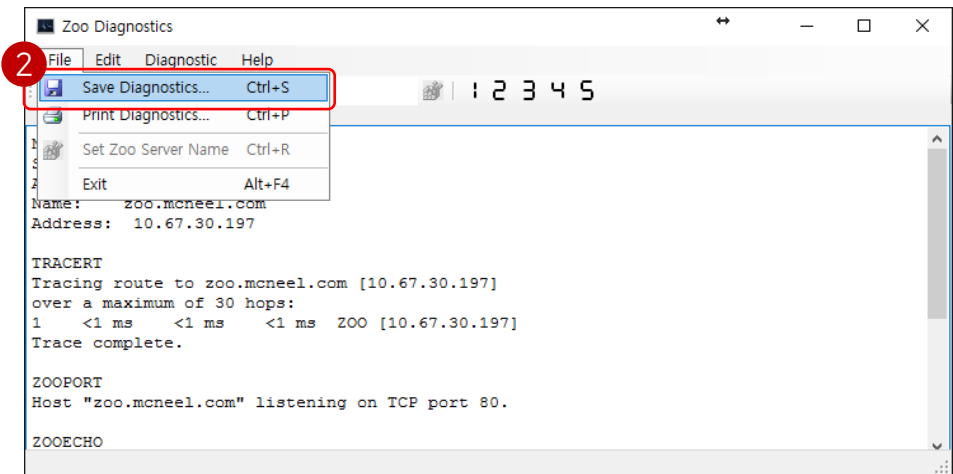 Zoo Diagnostics
2
File Edit Diagnostic Help
Save Diagnostics... Ctrl+S
1 2 3 4 5
Print Diagnostics... Ctrl+P
Set Zoo Server Name Ctrl+R
Exit Alt+F4
Name: zoo.mcneel.com
Address: 10.67.30.197
TRACERT
Tracing route to zoo.mcneel.com [10.67.30.197]
over a maximum of 30 hops:
1 <1 ms <1 ms <1 ms ZOO [10.67.30.197]
Trace complete.
ZOOPORT
Host "zoo.mcneel.com" listening on TCP port 80.
ZOOECHO